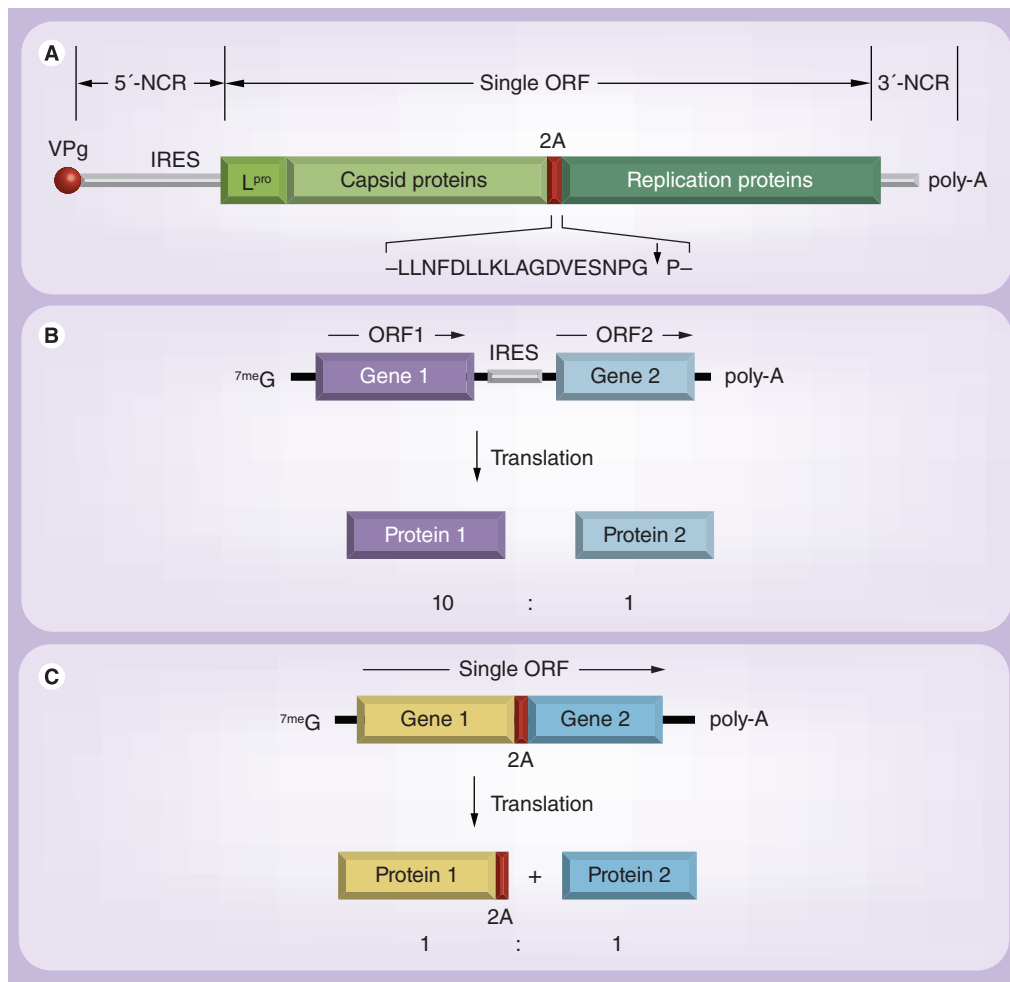 A
5´-NCR
Single ORF
3´-NCR
VPg
IRES
2A
Lpro
Capsid proteins
Replication proteins
poly-A
–LLNFDLLKLAGDVESNPG P–
B
ORF1
ORF2
IRES
7meG
Gene 1
Gene 2
poly-A
Translation
Protein 1
Protein 2
10 : 1
C
Single ORF
7meG
Gene 1
Gene 2
poly-A
2A
Translation
Protein 1
+
Protein 2
2A
1 : 1